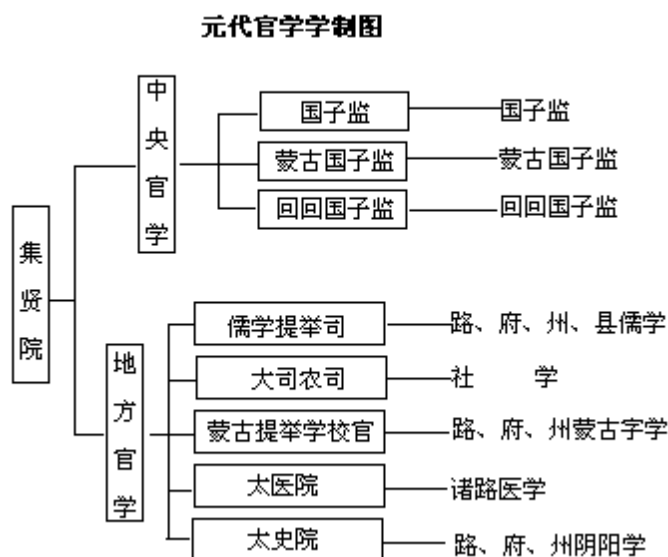 元代官学学制图
集贤院
中央官学
国子监 国子监
蒙古国子监 蒙古国子监
回回国子监 回回国子监
地方官学
儒学提举司 路、府、州、县儒学
大司农司 社 学
蒙古提举学校官 路、府、州蒙古字学
太医院 诸路医学
太史院 路、府、州阴阳学